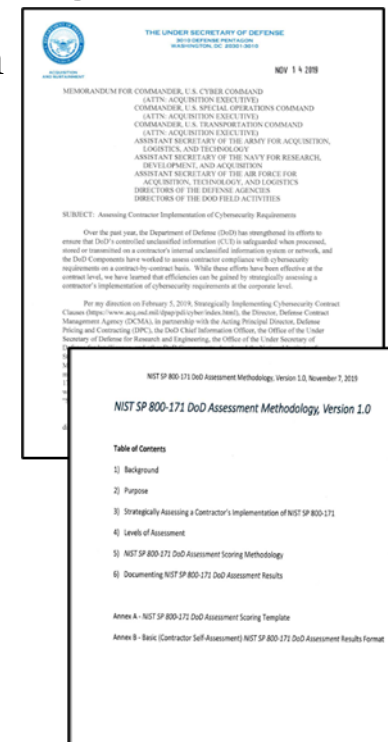 THE UNDER SECRETARY OF DEFENSE
3010 DEFENSE PENTAGON
WASHINGTON, DC 20301-3010
ACQUISITION
AND SUSTAINMENT
NOV 14 2019
MEMORANDUM FOR COMMANDER, U.S. CYBER COMMAND
(ATTN: ACQUISITION EXECUTIVE)
COMMANDER, U.S. SPECIAL OPERATIONS COMMAND
(ATTN: ACQUISITION EXECUTIVE)
COMMANDER, U.S. TRANSPORTATION COMMAND
(ATTN: ACQUISITION EXECUTIVE)
ASSISTANT SECRETARY OF THE ARMY FOR ACQUISITION,
LOGISTICS, AND TECHNOLOGY
ASSISTANT SECRETARY OF THE NAVY FOR RESEARCH,
DEVELOPMENT, AND ACQUISITION
ASSISTANT SECRETARY OF THE AIR FORCE FOR
ACQUISITION, TECHNOLOGY, AND LOGISTICS
DIRECTORS OF THE DEFENSE AGENCIES
DIRECTORS OF THE DOD FIELD ACTIVITIES
SUBJECT: Assessing Contractor Implementation of Cybersecurity Requirements
Over the past year, the Department of Defense (DoD) has strengthened its efforts to
ensure that DoD's controlled unclassified information (CUI) is safeguarded when processed,
stored or transmitted on a contractor's internal unclassified information system or network, and
the DoD Components have worked to assess contractor compliance with cybersecurity
requirements on a contract-by-contract basis. While these efforts have been effective at the
contract level, we have learned that efficiencies can be gained by strategically assessing a
contractor's implementation of cybersecurity requirements at the corporate level.
Per my direction on February 5, 2019, Strategically Implementing Cybersecurity Contract
Clauses (https://www.acq.osd.mil/dpap/pdi/cyber/index.html), the Director, Defense Contract
Management Agency (DCMA), in partnership with the Acting Principal Director, Defense
Pricing and Contracting (DPC), the DoD Chief Information Officer, the Office of the Under
Secretary of Defense for Research and Engineering, the Office of the Under Secretary of
NIST SP 800-171 DoD Assessment Methodology, Version 1.0, November 7, 2019
NIST SP 800-171 DoD Assessment Methodology, Version 1.0
Table of Contents
1) Background
2) Purpose
3) Strategically Assessing a Contractor's Implementation of NIST SP 800-171
4) Levels of Assessment
5) NIST SP 800-171 DoD Assessment Scoring Methodology
6) Documenting NIST SP 800-171 DoD Assessment Results
Annex A - NIST SP 800-171 DoD Assessment Scoring Template
Annex B - Basic (Contractor Self-Assessment) NIST SP 800-171 DoD Assessment Results Format